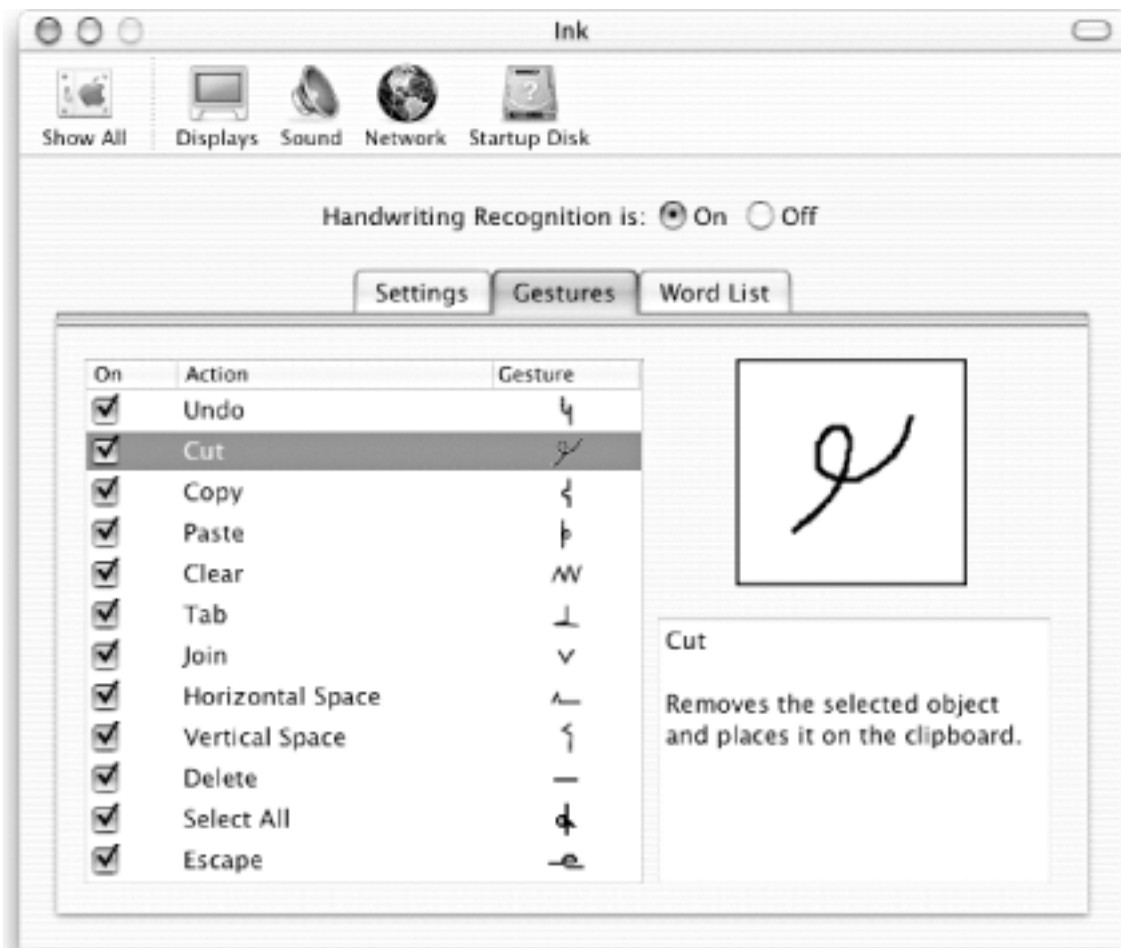 Ink
Show All Displays Sound Network Startup Disk
Handwriting Recognition is: On Off
Settings Gestures Word List
On Action Gesture
Undo
Cut
Copy
Paste
Clear
Tab
Join
Horizontal Space
Vertical Space
Delete
Select All
Escape
Cut
Removes the selected object
and places it on the clipboard.